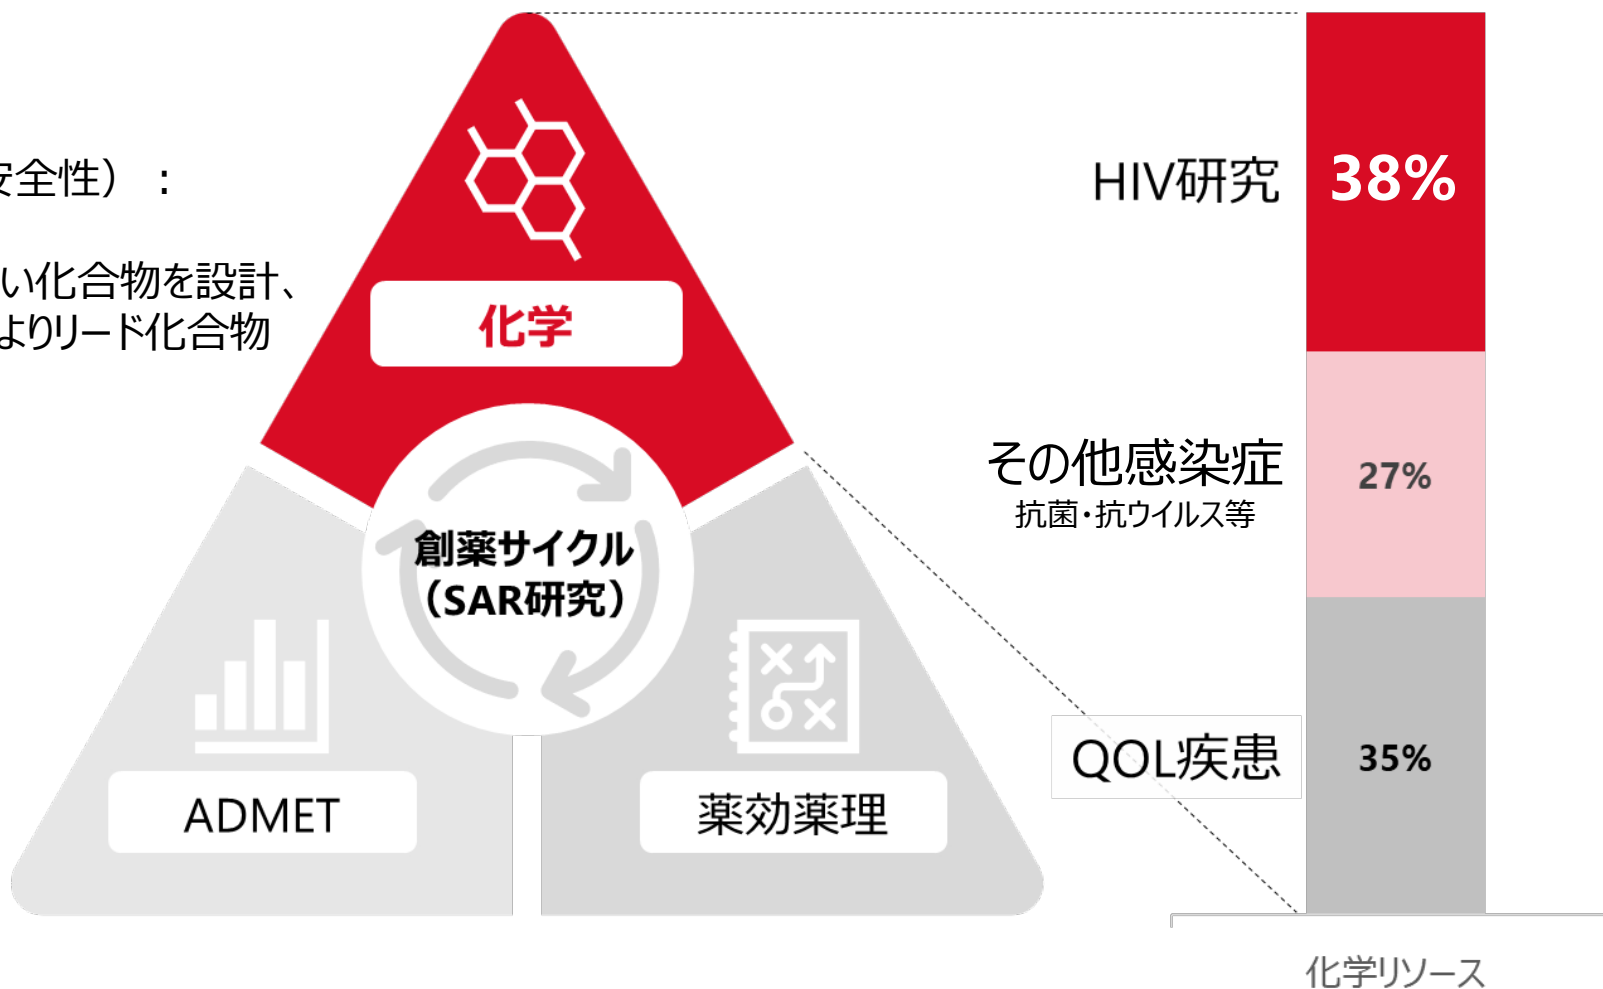 安全性）：
い化合物を設計、
よりリード化合物
化学
創薬サイクル
（SAR研究）
ADMET
薬効薬理
HIV研究
38%
その他感染症
抗菌・抗ウイルス等
27%
QOL疾患
35%
化学リソース